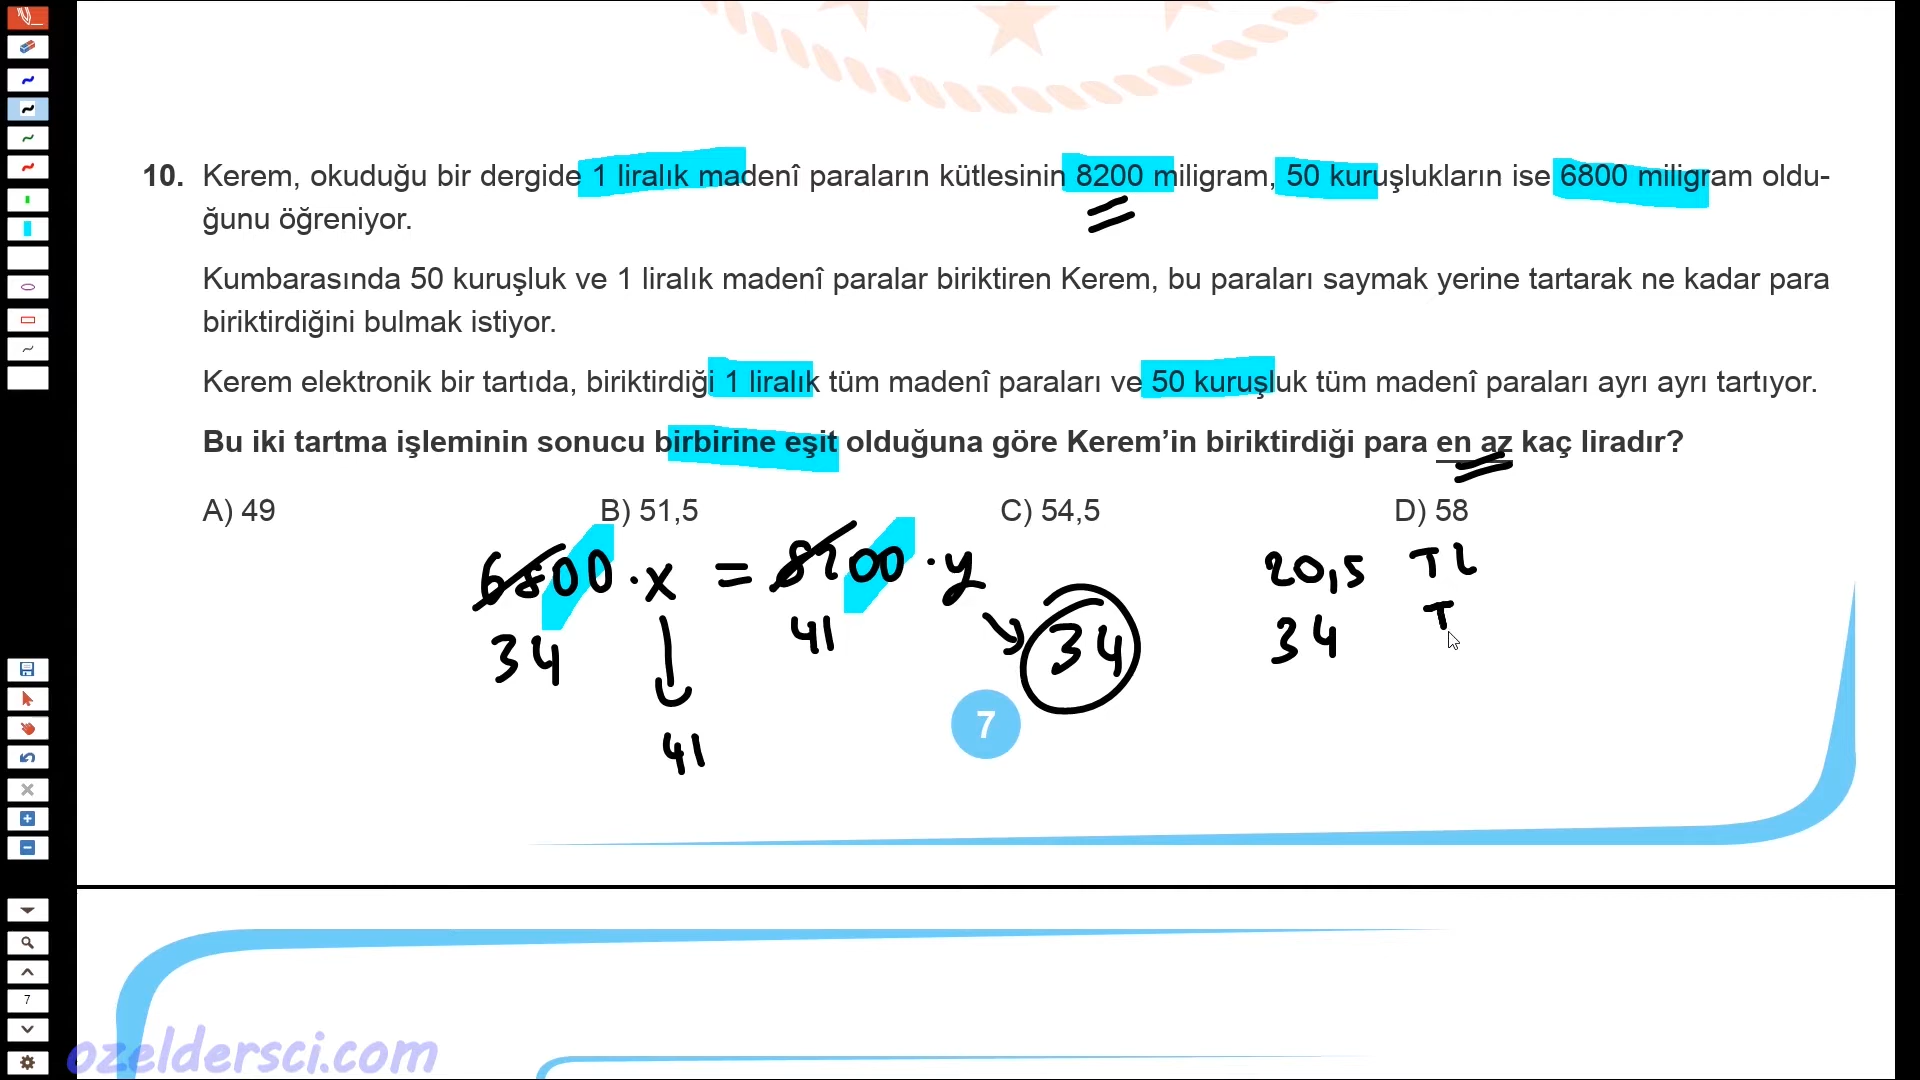 10. Kerem, okuduğu bir dergide 1 liralık madenî paraların kütlesinin 8200 miligram, 50 kuruşlukların ise 6800 miligram oldu-
ğunu öğreniyor.
Kumbarasında 50 kuruşluk ve 1 liralık madenî paralar biriktiren Kerem, bu paraları saymak yerine tartarak ne kadar para
biriktirdiğini bulmak istiyor.
Kerem elektronik bir tartıda, biriktirdiği 1 liralık tüm madenî paraları ve 50 kuruşluk tüm madenî paraları ayrı ayrı tartıyor.
Bu iki tartma işleminin sonucu birbirine eşit olduğuna göre Kerem’in biriktirdiği para en az kaç liradır?
A) 49 B) 51,5 C) 54,5 D) 58
6800 · x = 8200 · y
20,5 TL
34 41 34
34 T
41
7
7
ozeldersci.com